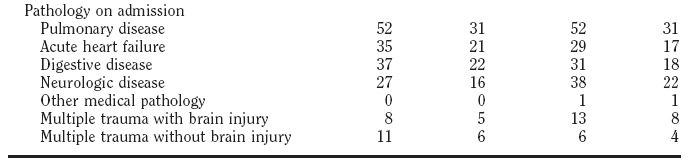 Pathology on admission
Pulmonary disease 52 31 52 31
Acute heart failure 35 21 29 17
Digestive disease 37 22 31 18
Neurologic disease 27 16 38 22
Other medical pathology 0 0 1 1
Multiple trauma with brain injury 8 5 13 8
Multiple trauma without brain injury 11 6 6 4